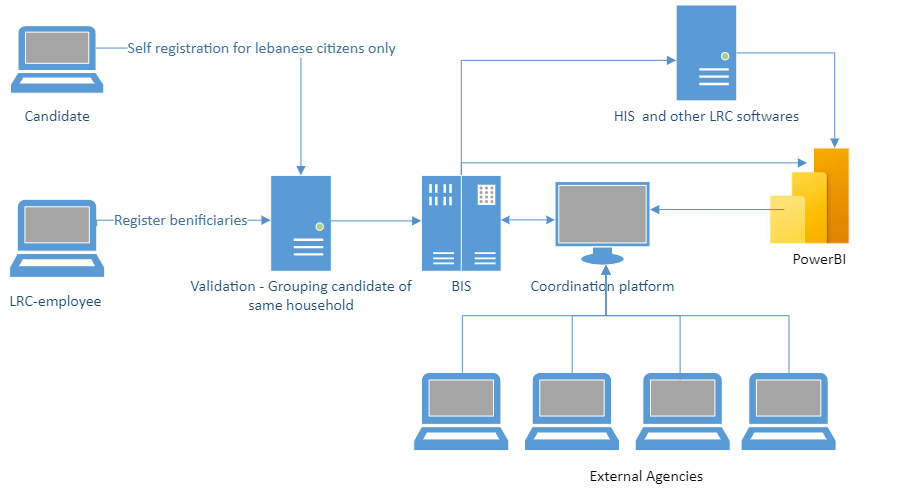 Self registration for lebanese citizens only
Candidate
HIS and other LRC softwares
Register benificiaries
PowerBI
LRC-employee
Validation - Grouping candidate of
same household
BIS
Coordination platform
External Agencies